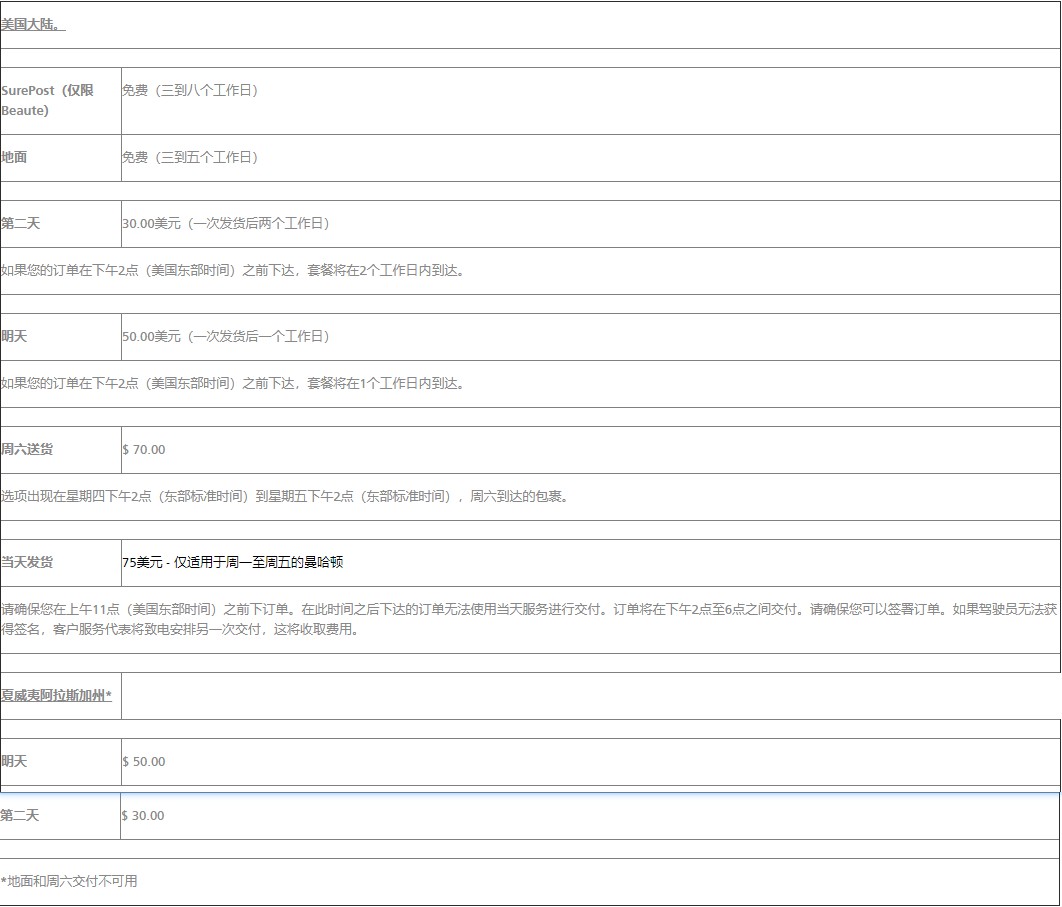 美国大陆。
SurePost（仅限
Beaute)
免费（三到八个工作日）
地面
免费（三到五个工作日）
第二天
30.00美元（一次发货后两个工作日）
如果您的订单在下午2点（美国东部时间）之前下达，套餐将在2个工作日内到达。
明天
50.00美元（一次发货后一个工作日）
如果您的订单在下午2点（美国东部时间）之前下达，套餐将在1个工作日内到达。
周六送货
$ 70.00
选项出现在星期四下午2点（东部标准时间）到星期五下午2点（东部标准时间），周六到达的包裹。
当天发货
75美元 - 仅适用于周一至周五的曼哈顿
请确保您在上午11点（美国东部时间）之前下订单。在此时间之后下达的订单无法使用当天服务进行交付。订单将在下午2点至6点之间交付。请确保您可以签署订单。如果驾驶员无法获
得签名，客户服务代表将致电安排另一次交付，这将收取费用。
夏威夷阿拉斯加州*
明天
$ 50.00
第二天
$ 30.00
*地面和周六交付不可用